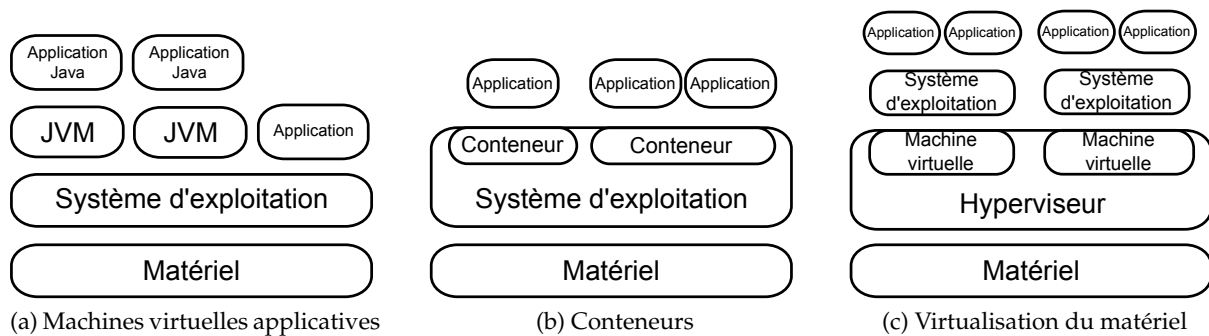 Application
Java
Application
Java
JVM
JVM
Application
Système d'exploitation
Matériel
(a) Machines virtuelles applicatives
Application
Application
Application
Conteneur
Conteneur
Système d'exploitation
Matériel
(b) Conteneurs
Application
Application
Application
Application
Système
d'exploitation
Système
d'exploitation
Machine
virtuelle
Machine
virtuelle
Hyperviseur
Matériel
(c) Virtualisation du matériel